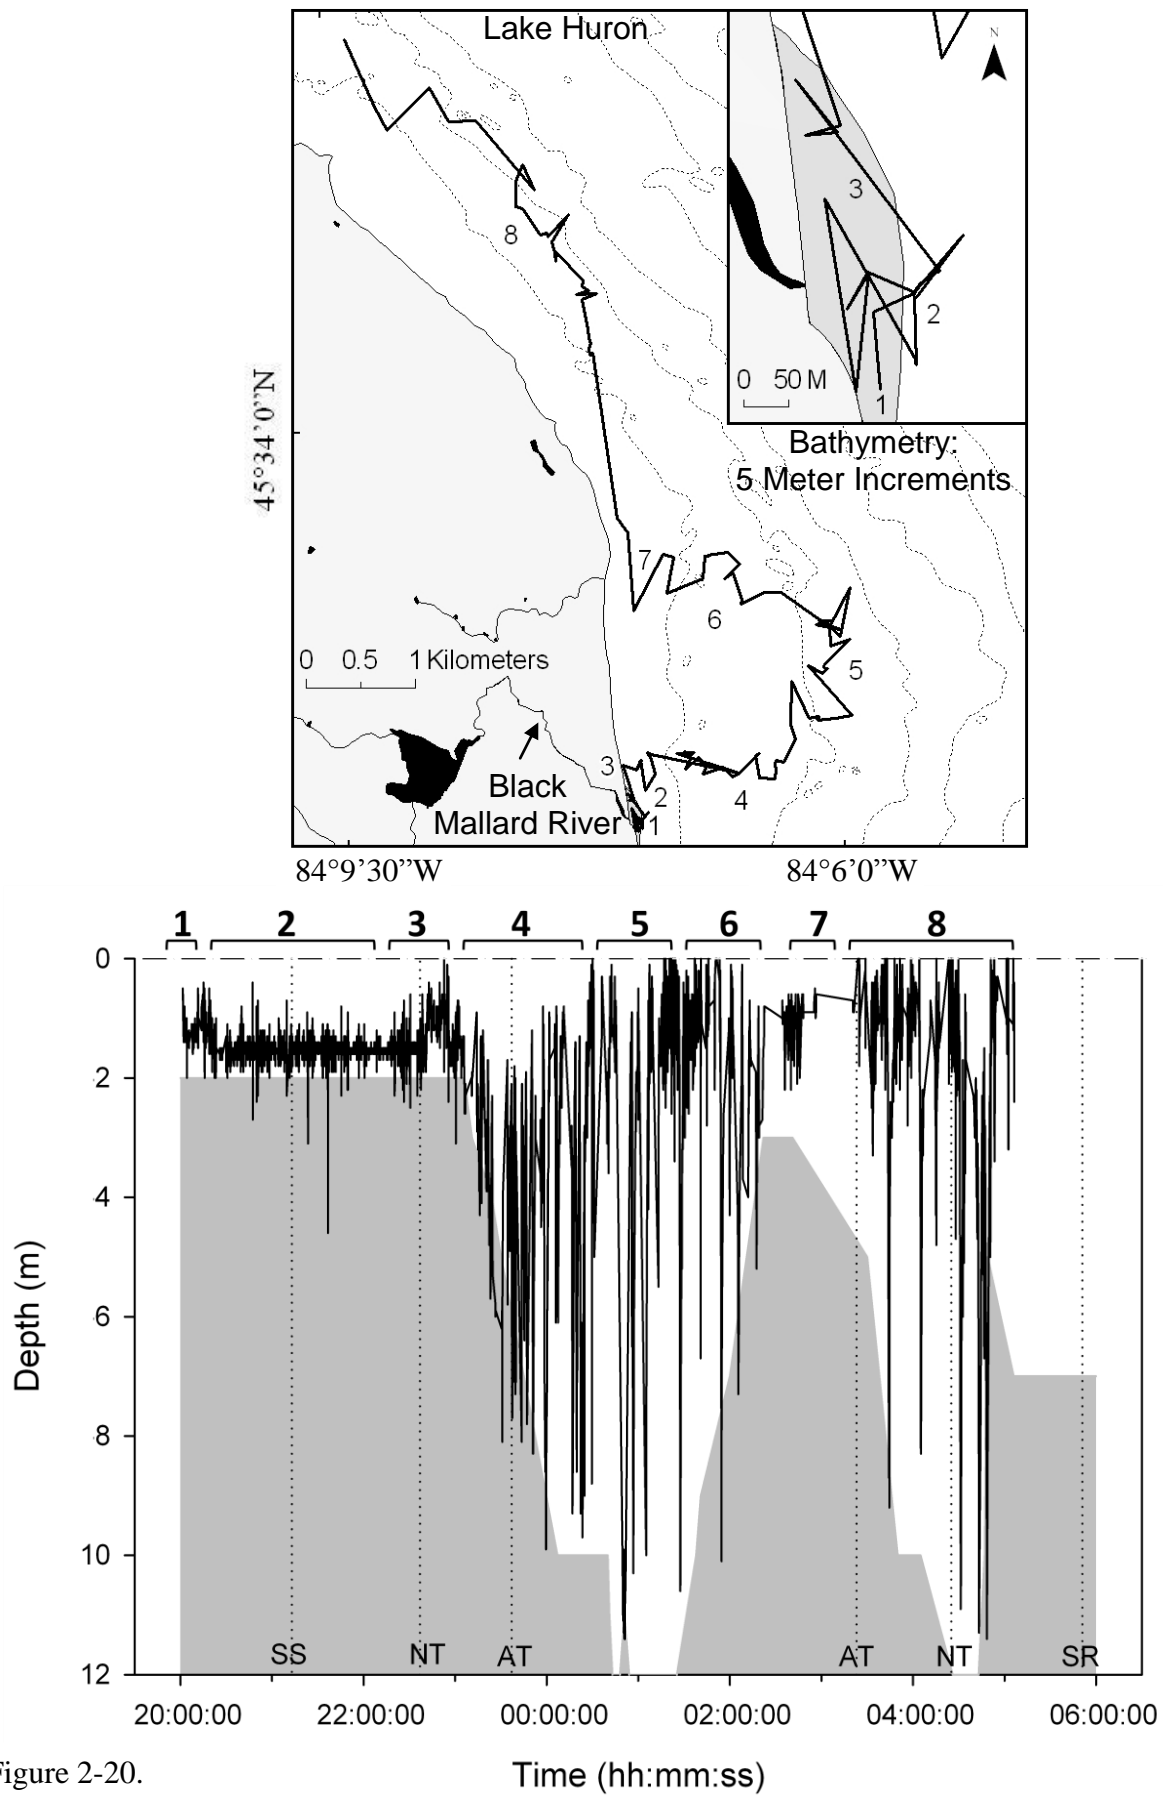 Lake Huron
N
3
2
1
0 50 M
Bathymetry:
5 Meter Increments
8
45°34'0"N
7
6
5
0 0.5 1 Kilometers
3
2
4
1
Black
Mallard River
84°9'30"W
84°6'0"W
1 2 3 4 5 6 7 8
0
2
4
6
8
10
12
Depth (m)
SS NT AT AT NT SR
20:00:00 22:00:00 00:00:00 02:00:00 04:00:00 06:00:00
Time (hh:mm:ss)
igure 2-20.